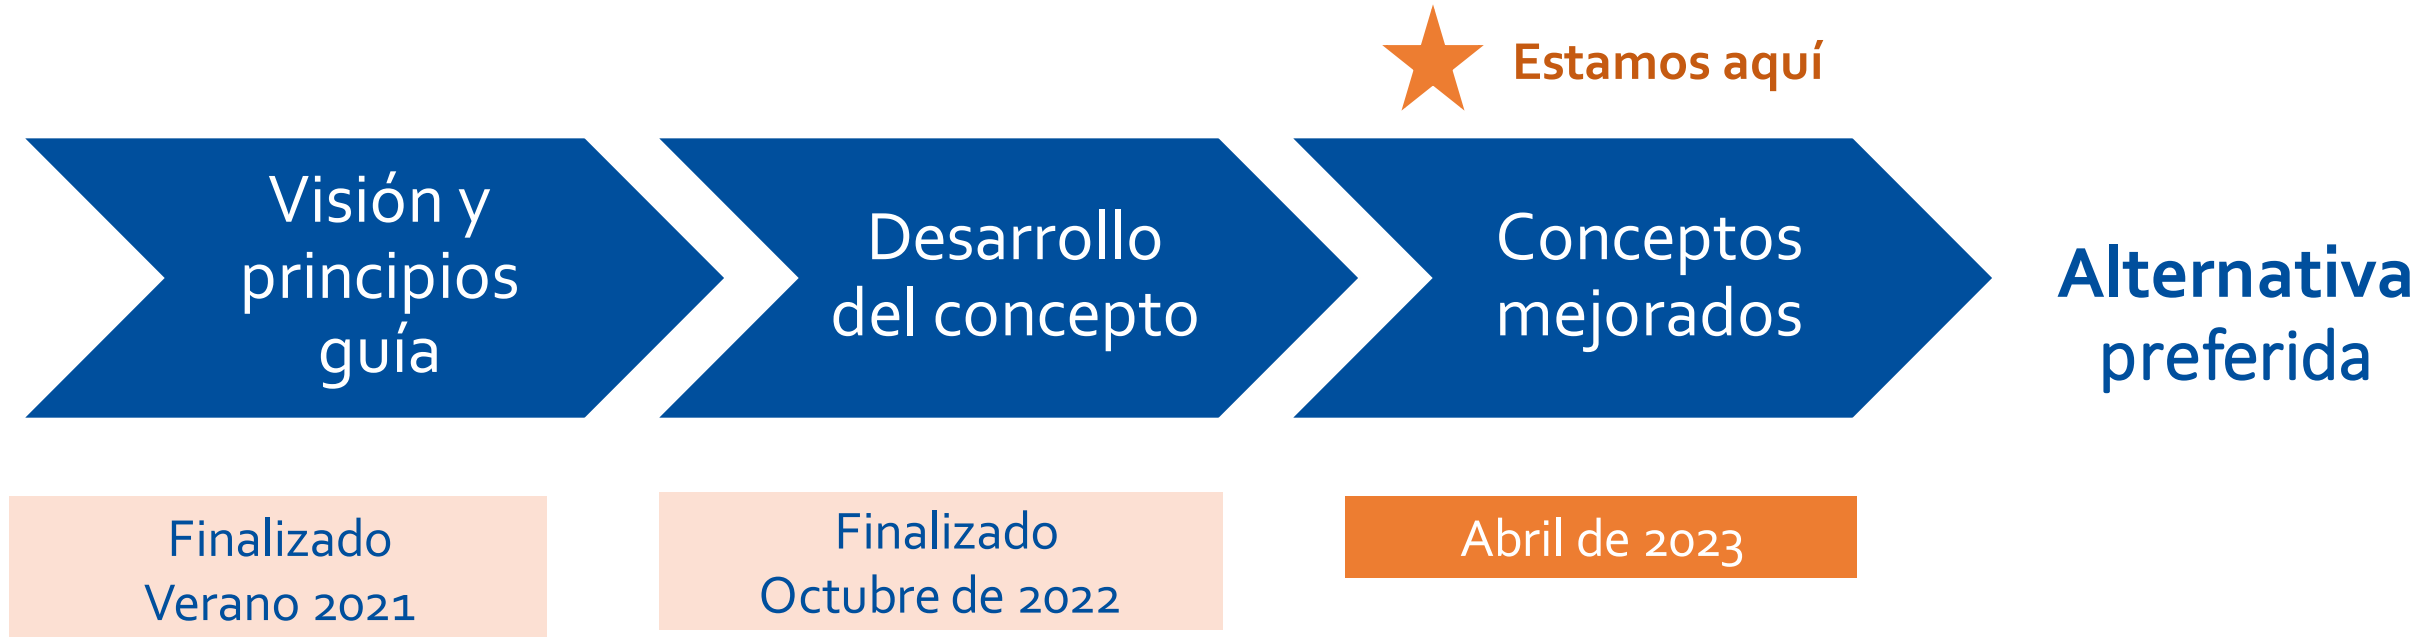 Estamos aquí
Visión y
principios
guía
Desarrollo
del concepto
Conceptos
mejorados
Alternativa
preferida
Finalizado
Verano 2021
Finalizado
Octubre de 2022
Abril de 2023